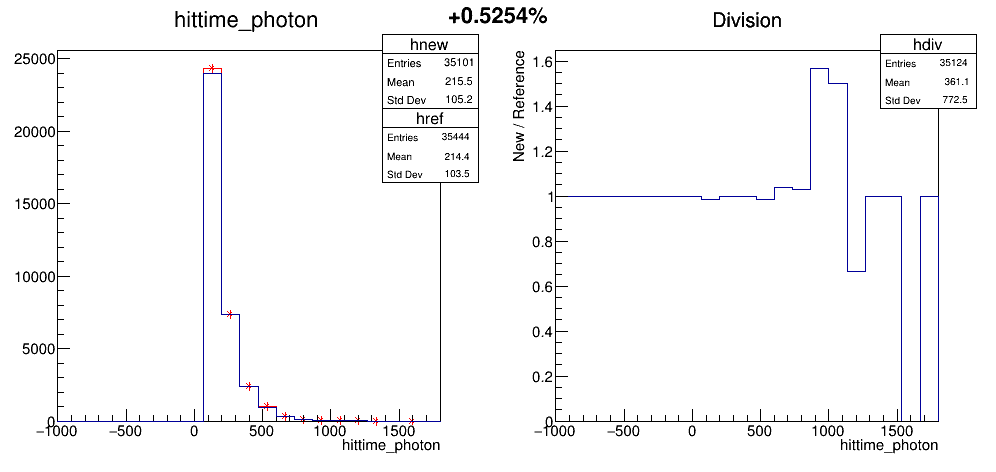 +0.5254%
hittime_photon
hnew
Entries 35101
Mean 215.5
Std Dev 105.2
href
Entries 35444
Mean 214.4
Std Dev 103.5
25000
20000
15000
10000
5000
0
−1000 −500 0 500 1000 1500
hittime_photon
Division
hdiv
Entries 35124
Mean 361.1
Std Dev 772.5
New / Reference
1.6
1.4
1.2
1
0.8
0.6
0.4
0.2
0
−1000 −500 0 500 1000 1500
hittime_photon